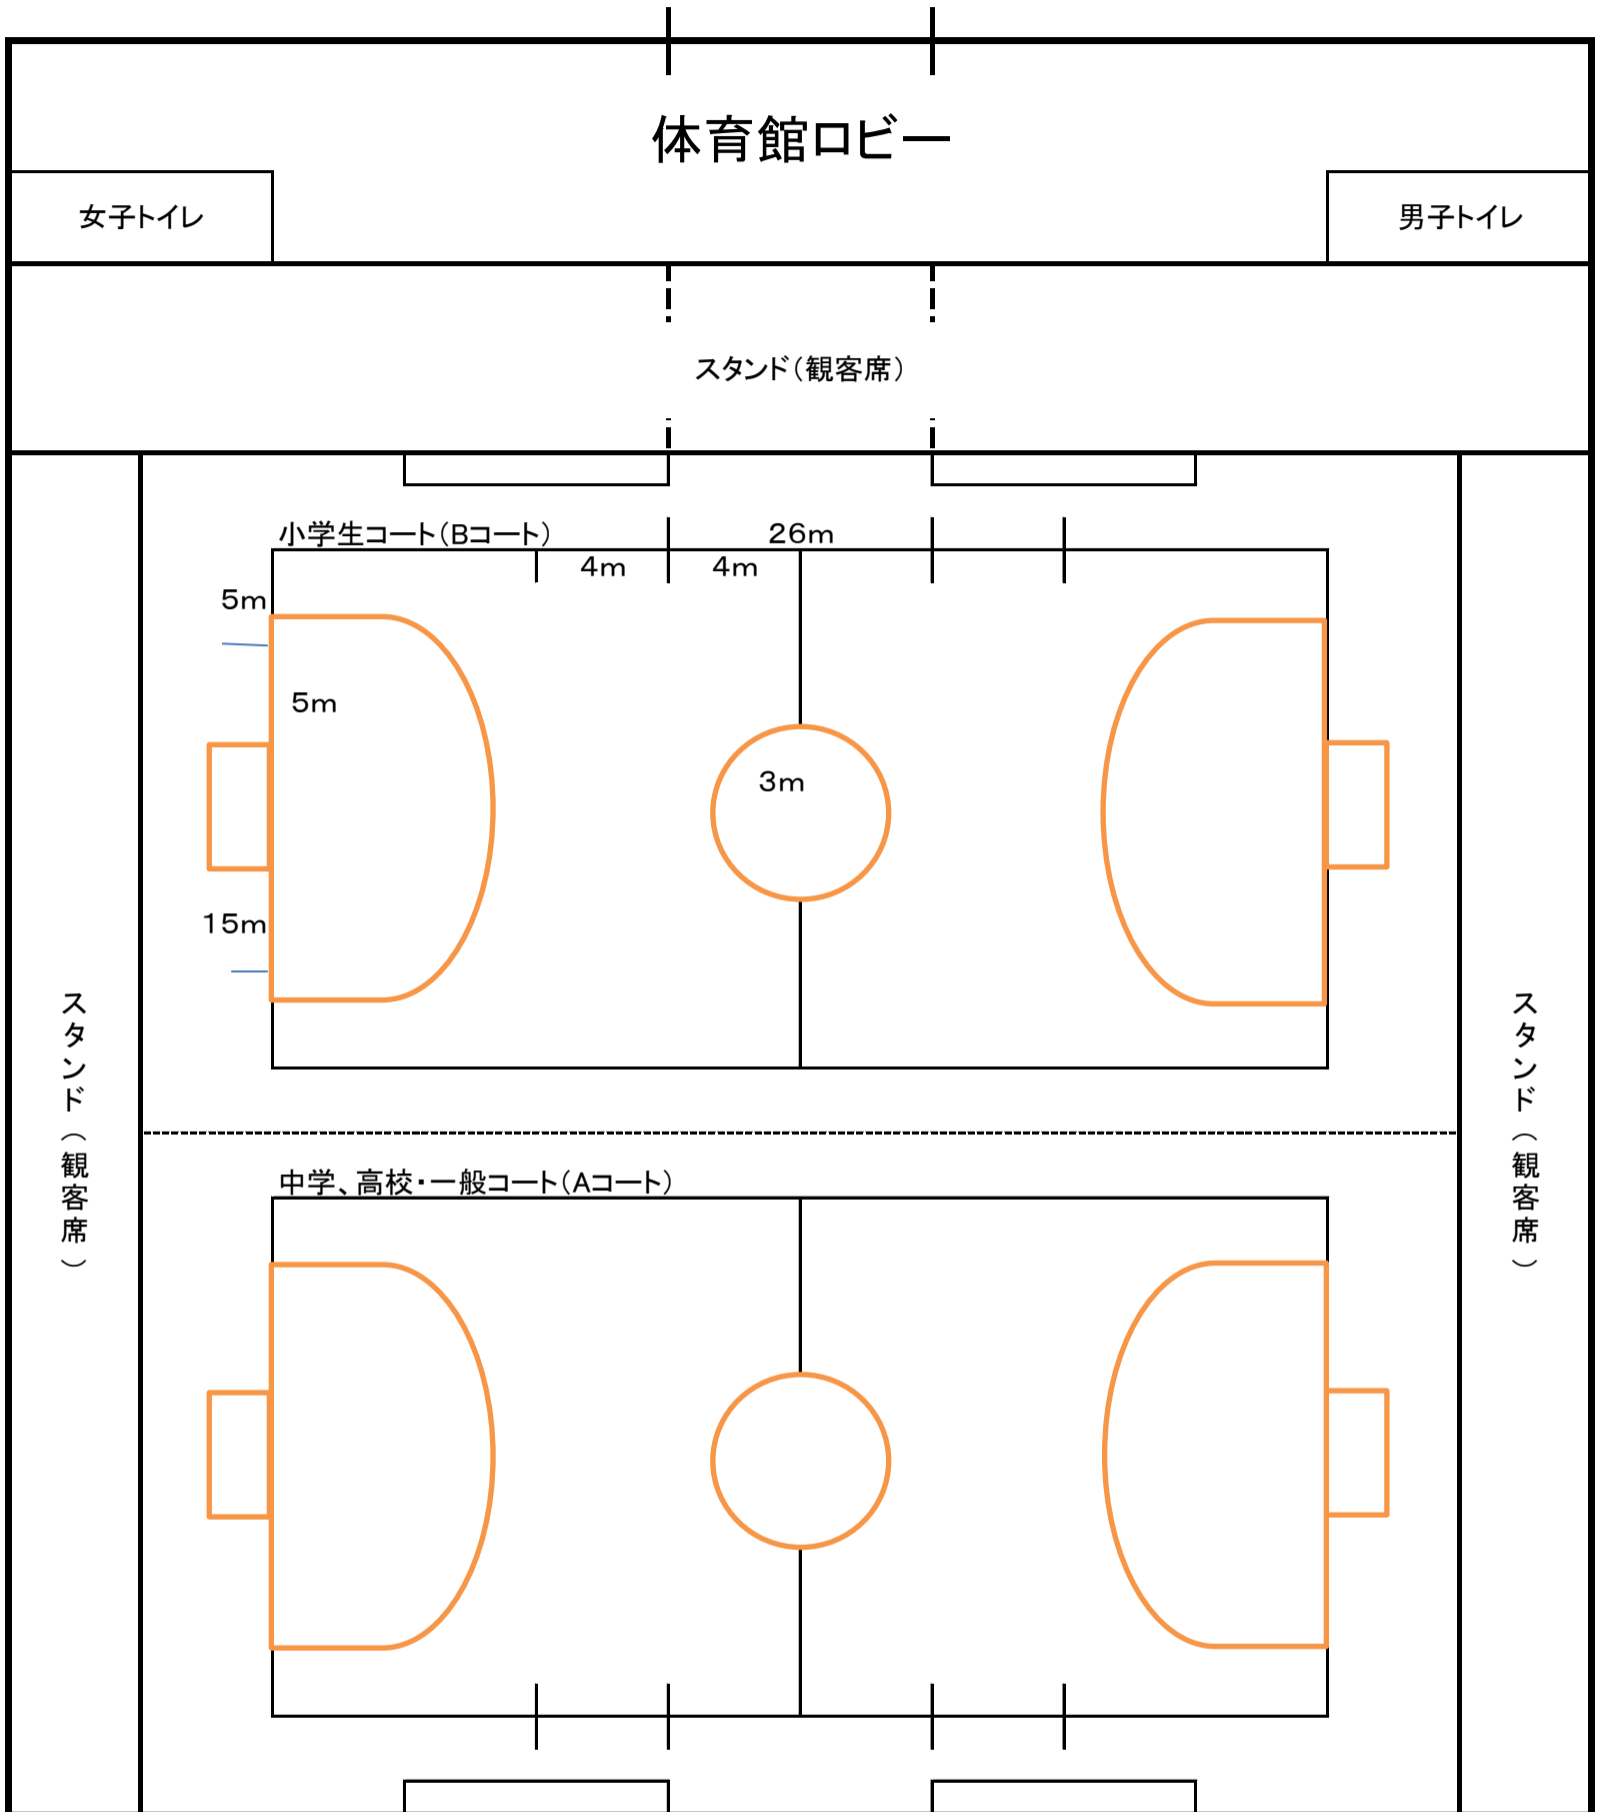 体育館ロビー
女子トイレ
男子トイレ
スタンド（観客席）
小学生コート（Bコート）
26m
4m
4m
5m
5m
3m
15m
スタンド（観客席）
スタンド（観客席）
中学、高校・一般コート（Aコート）